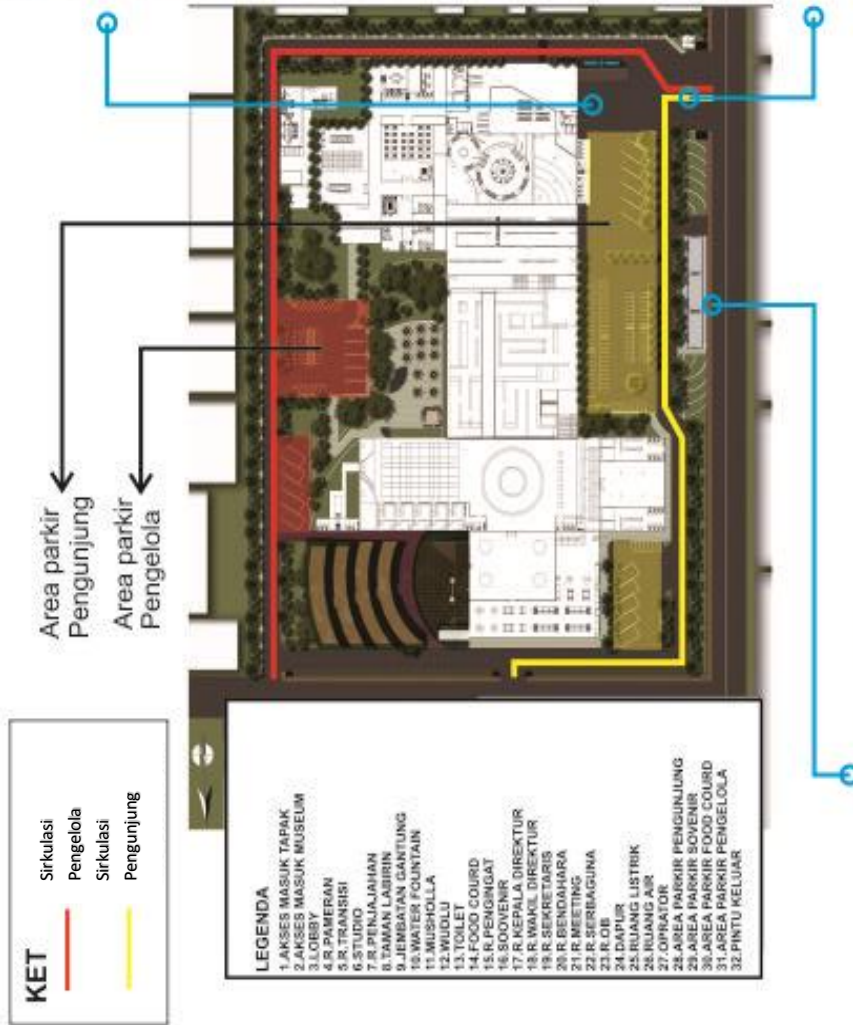 KET
Sirkulasi
Pengelola
Sirkulasi
Pengunjung
Area parkir
Pengunjung
Area parkir
Pengelola
LEGENDA
1.AKSES MASUK TAPAK
2.AKSES MASUK MUSEUM
3.LOBBY
4.R.PAMERAN
5.R.TRANSISI
6.STUDIO
7.R.PENJAJAHAN
8.TAMAN LABIRIN
9.JEMBATAN GANTUNG
10.WATER FOUNTAIN
11.MUSHOLLA
12.WUDLU
13.TOILET
14.FOOD COURD
15.R.PENGINGAT
16.SOOVENIR
17.R.KEPALA DIREKTUR
18.R.WAKIL DIREKTUR
19.R.SEKRETARIS
20.R.BENDAHARA
21.R.MEETING
22.R.SERBAGUNA
23.R.OB
24.DAPUR
25.RUANG LISTRIK
26.RUANG AIR
27.OPRATOR
28.AREA PARKIR PENGUNJUNG
29.AREA PARKIR SOVENIR
30.AREA PARKIR FOOD COURD
31.AREA PARKIR PENGELOLA
32.PINTU KELUAR